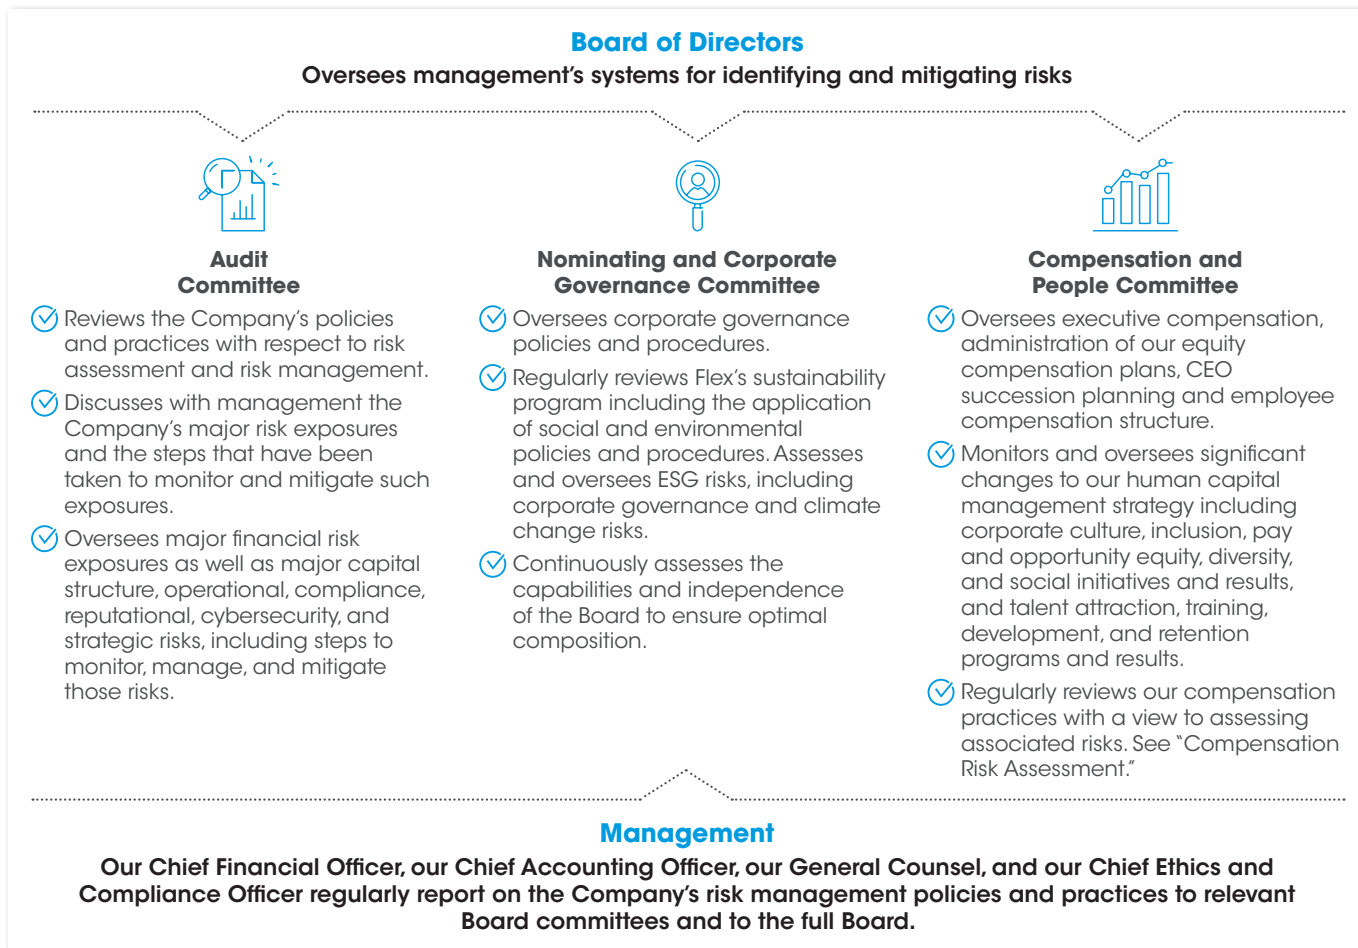 Board of Directors
Oversees management’s systems for identifying and mitigating risks
Audit
Committee
Reviews the Company’s policies
and practices with respect to risk
assessment and risk management.
Discusses with management the
Company’s major risk exposures
and the steps that have been
taken to monitor and mitigate such
exposures.
Oversees major financial risk
exposures as well as major capital
structure, operational, compliance,
reputational, cybersecurity, and
strategic risks, including steps to
monitor, manage, and mitigate
those risks.
Nominating and Corporate
Governance Committee
Oversees corporate governance
policies and procedures.
Regularly reviews Flex’s sustainability
program including the application
of social and environmental
policies and procedures. Assesses
and oversees ESG risks, including
corporate governance and climate
change risks.
Continuously assesses the
capabilities and independence
of the Board to ensure optimal
composition.
Compensation and
People Committee
Oversees executive compensation,
administration of our equity
compensation plans, CEO
succession planning and employee
compensation structure.
Monitors and oversees significant
changes to our human capital
management strategy including
corporate culture, inclusion, pay
and opportunity equity, diversity,
and social initiatives and results,
and talent attraction, training,
development, and retention
programs and results.
Regularly reviews our compensation
practices with a view to assessing
associated risks. See “Compensation
Risk Assessment.”
Management
Our Chief Financial Officer, our Chief Accounting Officer, our General Counsel, and our Chief Ethics and
Compliance Officer regularly report on the Company’s risk management policies and practices to relevant
Board committees and to the full Board.